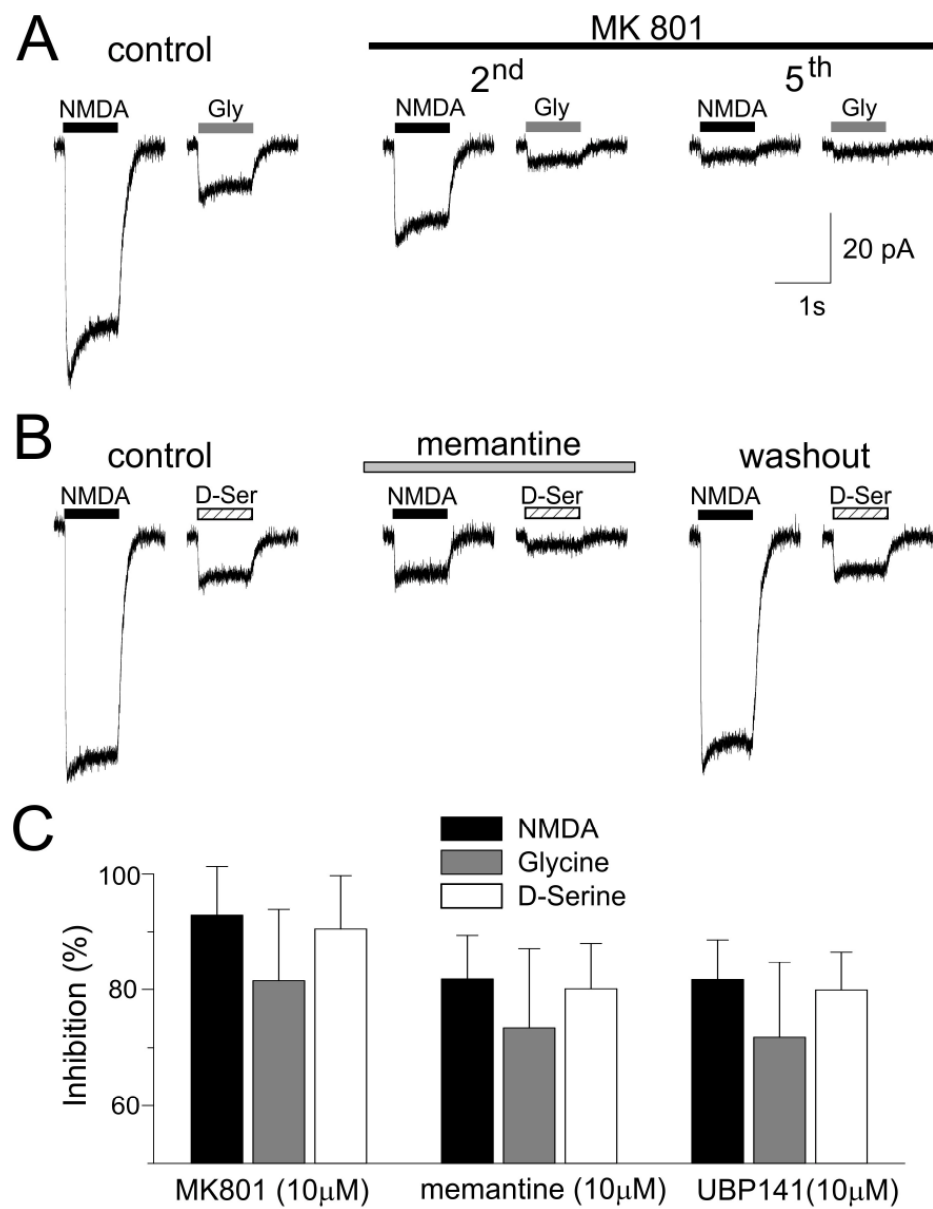 A
control
MK 801
2nd
5th
NMDA
Gly
NMDA
Gly
NMDA
Gly
20 pA
1s
B
control
memantine
washout
NMDA
D-Ser
NMDA
D-Ser
NMDA
D-Ser
C
NMDA
Glycine
D-Serine
Inhibition (%)
100
80
60
MK801 (10μM)
memantine (10μM)
UBP141(10μM)